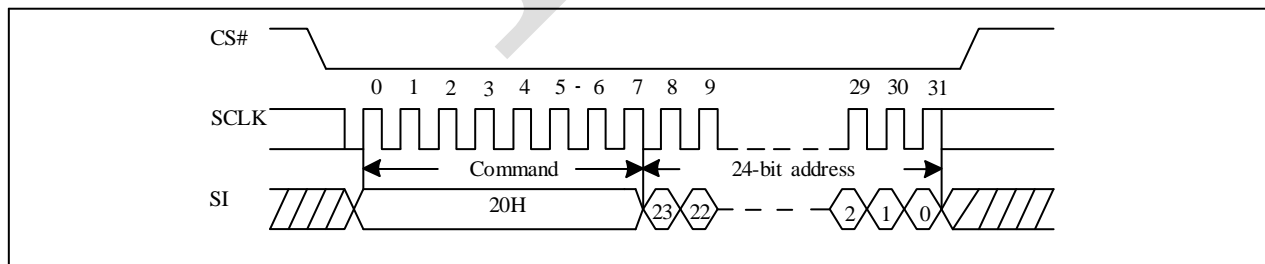 CS#
0 1 2 3 4 5 - 6 7 8 9 29 30 31
SCLK
Command 24-bit address
SI 20H 23 22 2 1 0